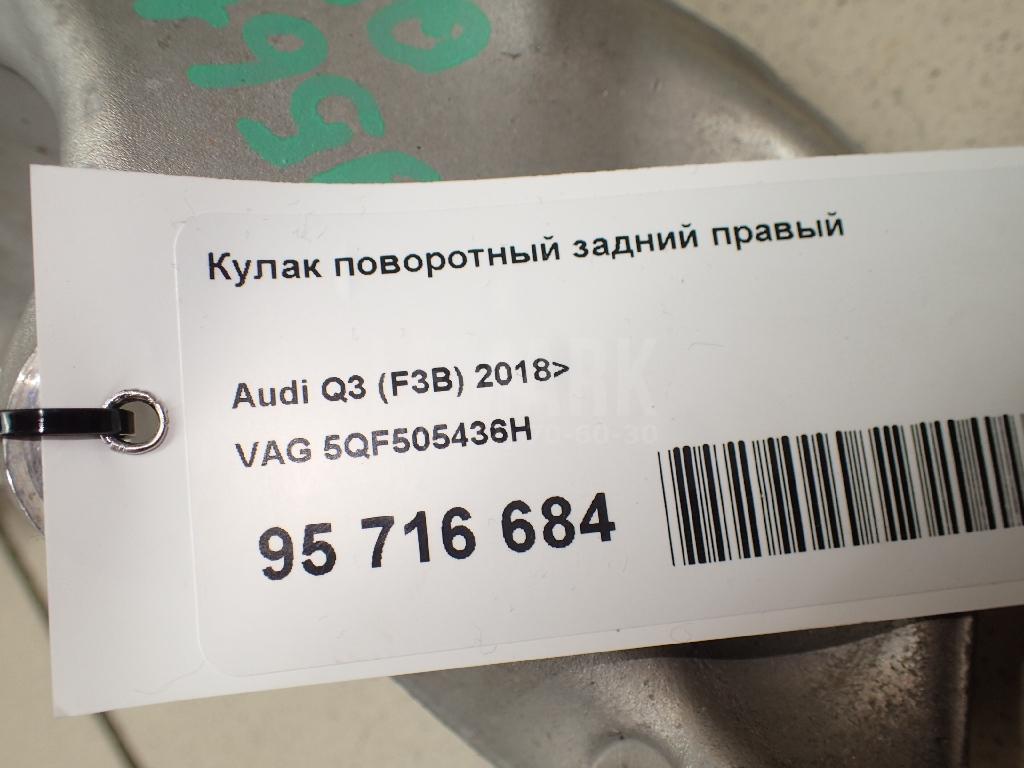 Кулак поворотный задний правый
Audi Q3 (F3B) 2018>
VAG 5QF505436H
95 716 684